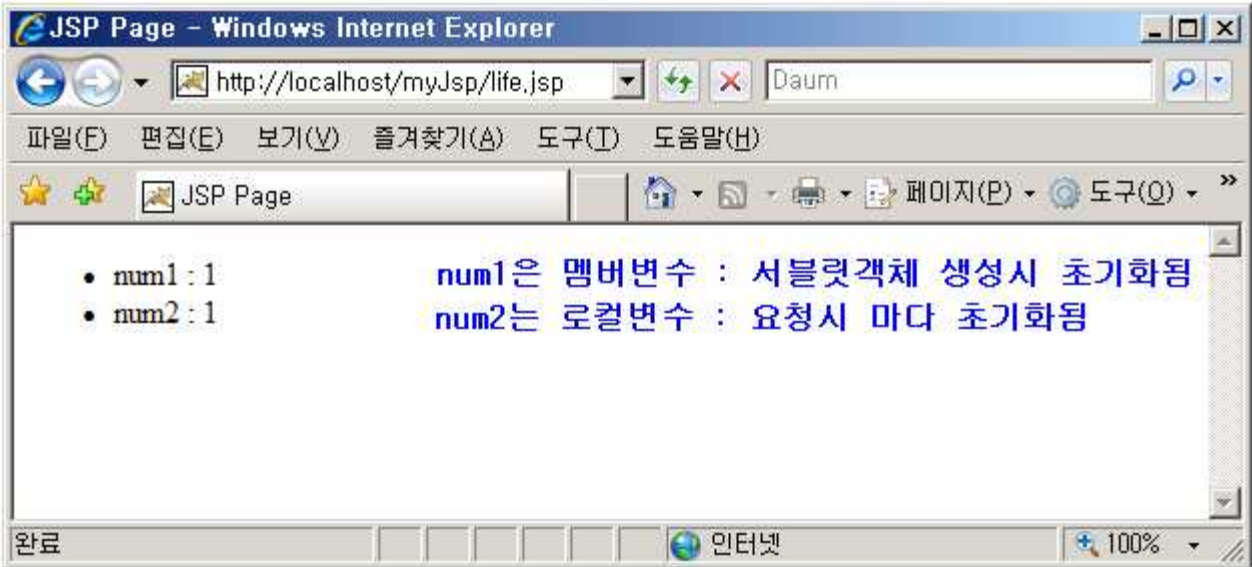 JSP Page - Windows Internet Explorer
http://localhost/myJsp/life.jsp
Daum
파일(F) 편집(E) 보기(V) 즐겨찾기(A) 도구(T) 도움말(H)
JSP Page
페이지(P) 도구(O) »
• num1 : 1 num1은 멤버변수 : 서블릿객체 생성시 초기화됨
• num2 : 1 num2는 로컬변수 : 요청시 마다 초기화됨
완료 인터넷 100%